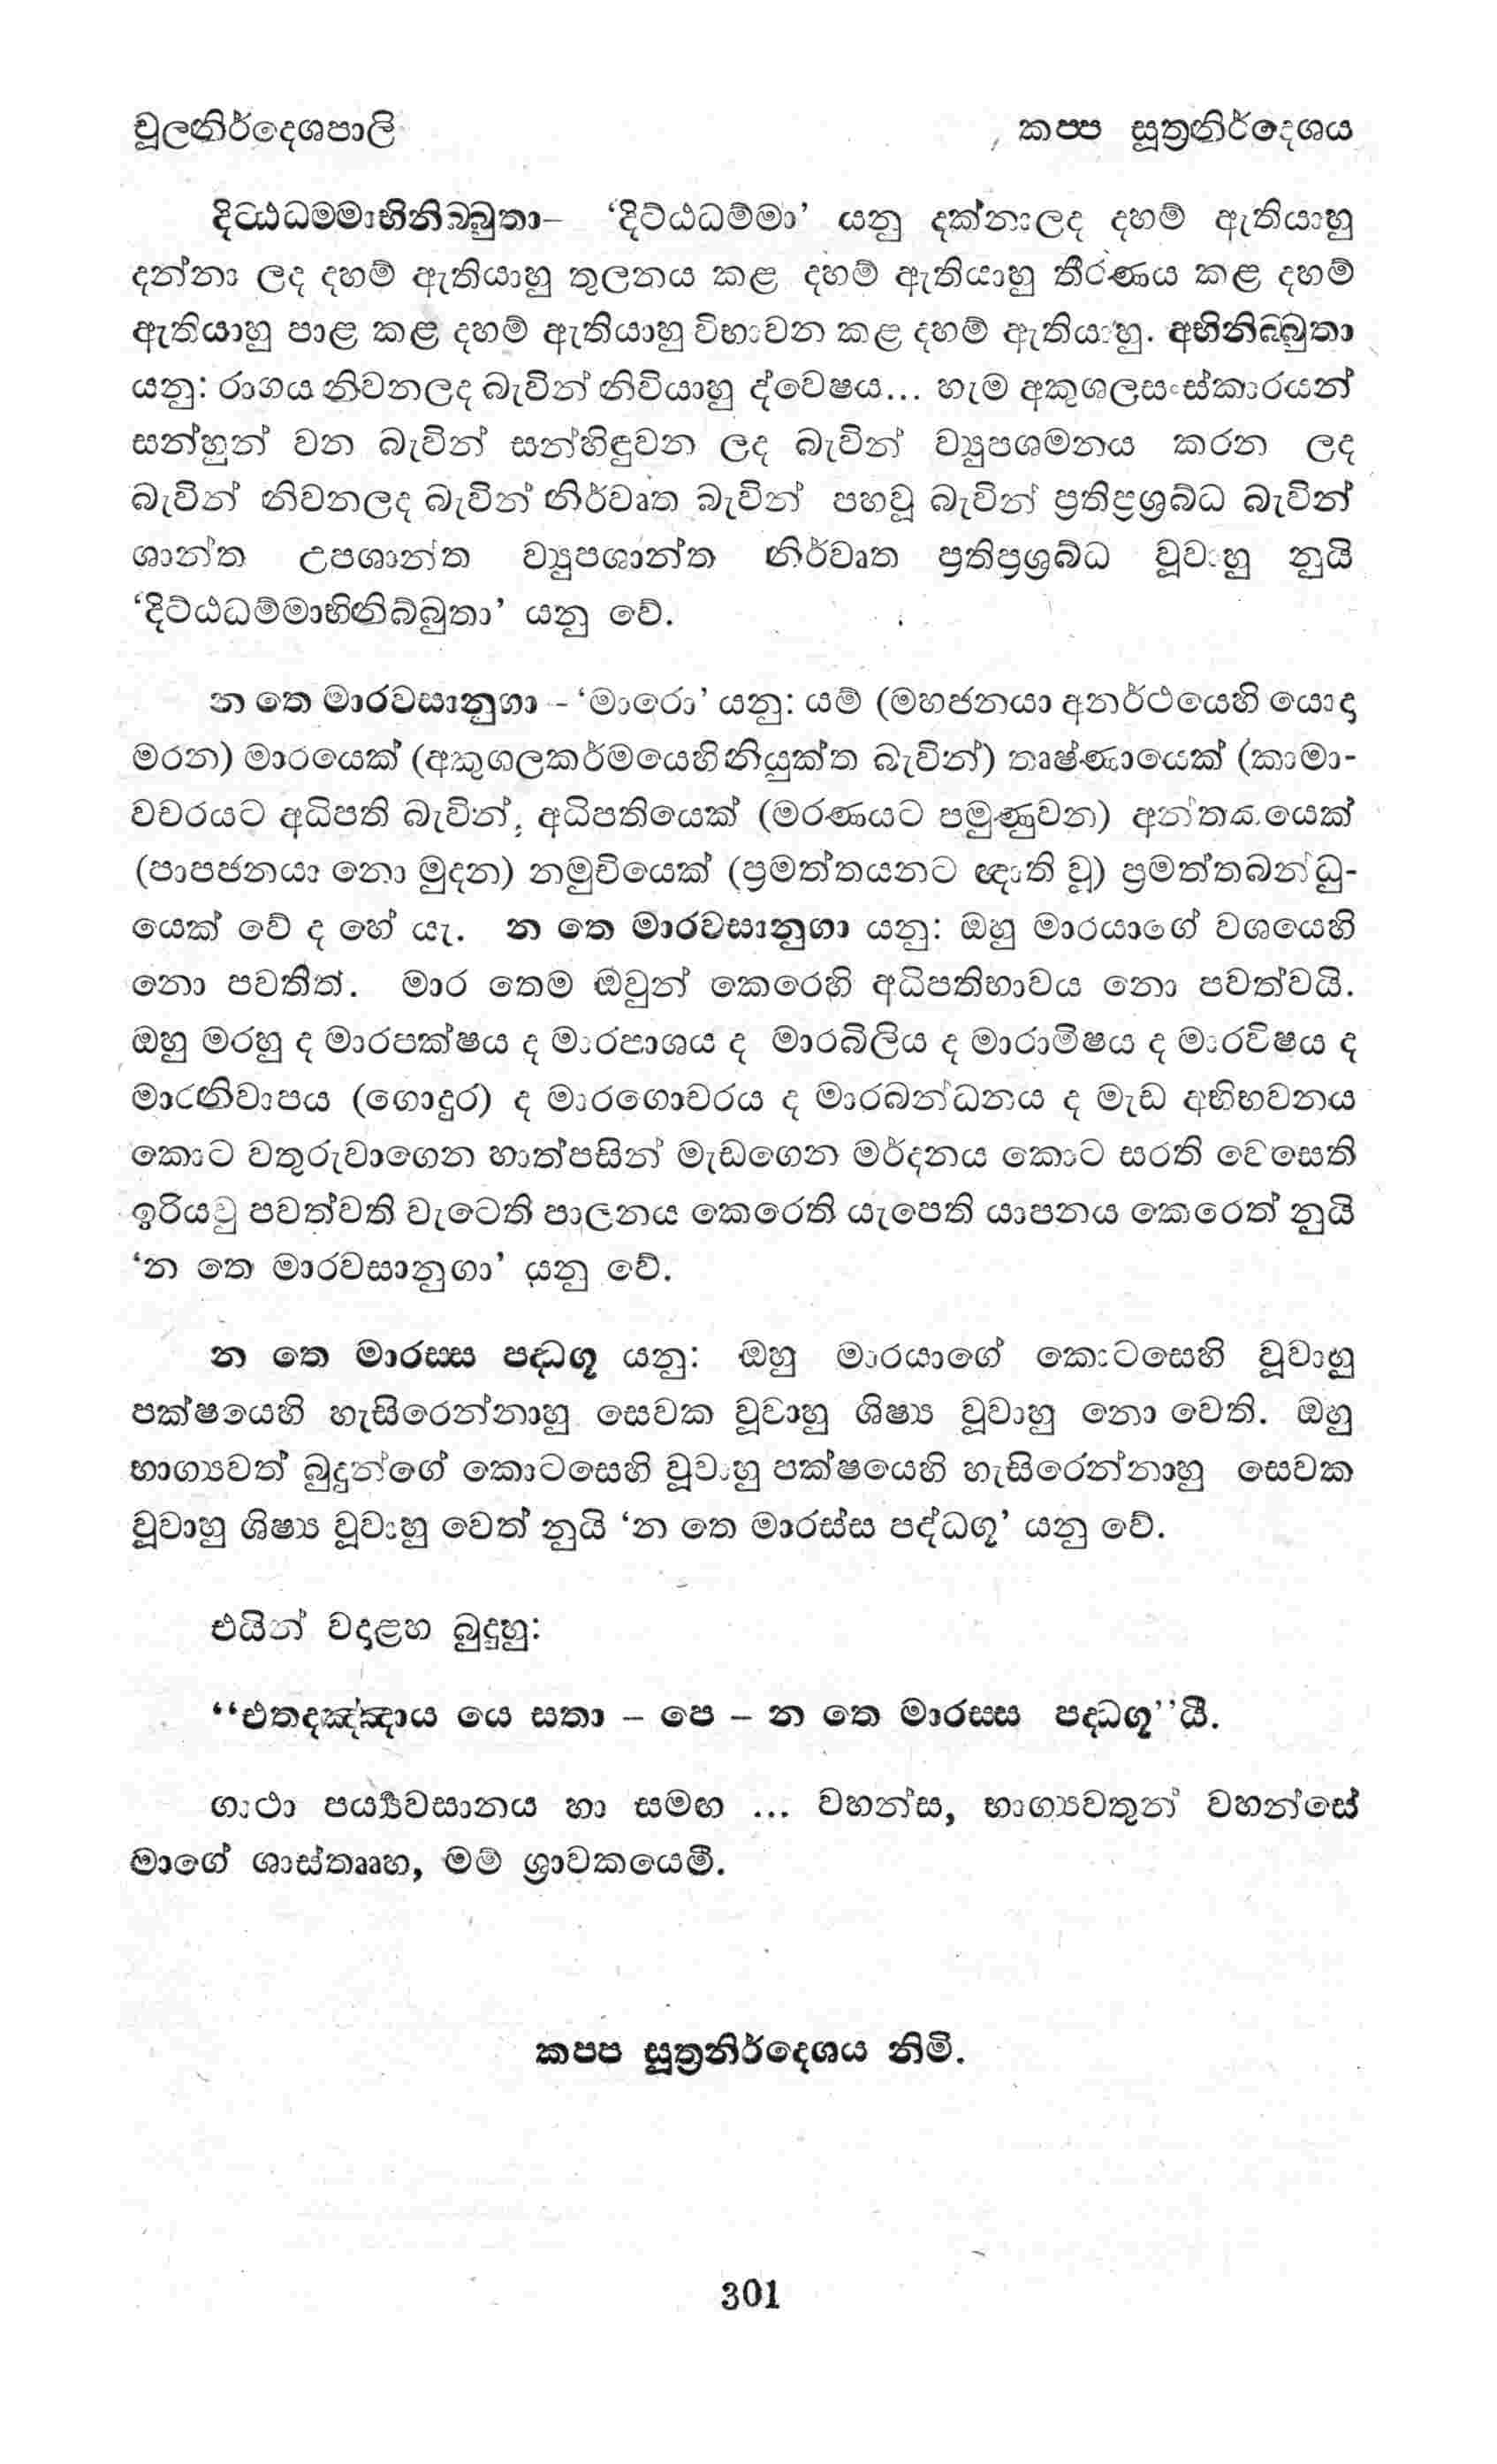 චූලනිර්දෙශපාලි කප්ප සූත්‍රනිර්දෙශය
දිට්ඨධම්මාභිනිබ්බුතා– ‘දිට්ඨධම්මා’ යනු දක්නාලද දහම් ඇතියාහු
දන්නා ලද දහම් ඇතියාහු තුලනය කළ දහම් ඇතියාහු තීරණය කළ දහම්
ඇතියාහු පාළ කළ දහම් ඇතියාහු විභාවන කළ දහම් ඇතියාහු. අභිනිබ්බුතා
යනු: රාගය නිවනලද බැවින් නිවියාහු ද්වෙෂය... හැම අකුශලසංස්කාරයන්
සන්හුන් වන බැවින් සන්හිඳුවන ලද බැවින් ව්‍යුපශමනය කරන ලද
බැවින් නිවනලද බැවින් නිර්වෘත බැවින් පහවූ බැවින් ප්‍රතිප්‍රශ්‍රබ්ධ බැවින්
ශාන්ත උපශාන්ත ව්‍යුපශාන්ත නිර්වෘත ප්‍රතිප්‍රශ්‍රබ්ධ වූවාහු නුයි
‘දිට්ඨධම්මාභිනිබ්බුතා’ යනු වේ.
න තෙ මාරවසානුගා – ‘මාරො’ යනු: යම් (මහජනයා අනර්ථයෙහි යොදා
මරන) මාරයෙක් (අකුශලකර්මයෙහි නියුක්ත බැවින්) තෘෂ්ණායෙක් (කාමා-
වචරයට අධිපති බැවින්) අධිපතියෙක් (මරණයට පමුණුවන) අන්තකයෙක්
(පාපජනයා නො මුදන) නමුචියෙක් (ප්‍රමත්තයනට ඥාති වූ) ප්‍රමත්තබන්ධු-
යෙක් වේ ද හේ යැ. න තෙ මාරවසානුගා යනු: ඔහු මාරයාගේ වශයෙහි
නො පවතිත්. මාර තෙම ඔවුන් කෙරෙහි අධිපතිභාවය නො පවත්වයි.
ඔහු මරහු ද මාරපක්ෂය ද මාරපාශය ද මාරබිලිය ද මාරාමිෂය ද මාරවිෂය ද
මාරනිවාපය (ගොදුර) ද මාරගොචරය ද මාරබන්ධනය ද මැඩ අභිභවනය
කොට වතුරුවාගෙන හාත්පසින් මැඩගෙන මර්දනය කොට සරති වෙසෙති
ඉරියවු පවත්වති වැටෙති පාලනය කෙරෙති යැපෙති යාපනය කෙරෙත් නුයි
‘න තෙ මාරවසානුගා’ යනු වේ.
න තෙ මාරස්ස පද්ධගූ යනු: ඔහු මාරයාගේ කොටසෙහි වූවාහු
පක්ෂයෙහි හැසිරෙන්නාහු සෙවක වූවාහු ශිෂ්‍ය වූවාහු නො වෙති. ඔහු
භාග්‍යවත් බුදුන්ගේ කොටසෙහි වූවාහු පක්ෂයෙහි හැසිරෙන්නාහු සෙවක
වූවාහු ශිෂ්‍ය වූවාහු වෙත් නුයි ‘න තෙ මාරස්ස පද්ධගූ’ යනු වේ.
එයින් වදාළහ බුදුහු:
“එතදඤ්ඤාය යෙ සතා – පෙ – න තෙ මාරස්ස පද්ධගූ”යී.
ගාථා පය්‍යර්‍වසානය හා සමඟ ... වහන්ස, භාග්‍යවතුන් වහන්සේ
මාගේ ශාස්තෲහ, මම් ශ්‍රාවකයෙමි.
කප්ප සූත්‍රනිර්දෙශය නිමි.
301